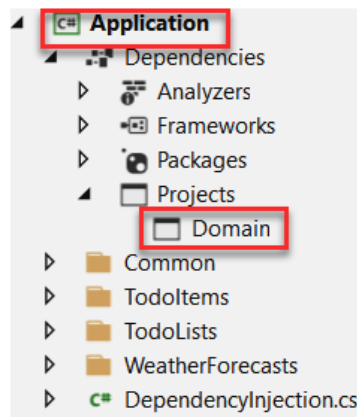 C# Application
Dependencies
Analyzers
Frameworks
Packages
Projects
Domain
Common
TodoItems
TodoLists
WeatherForecasts
C# DependencyInjection.cs